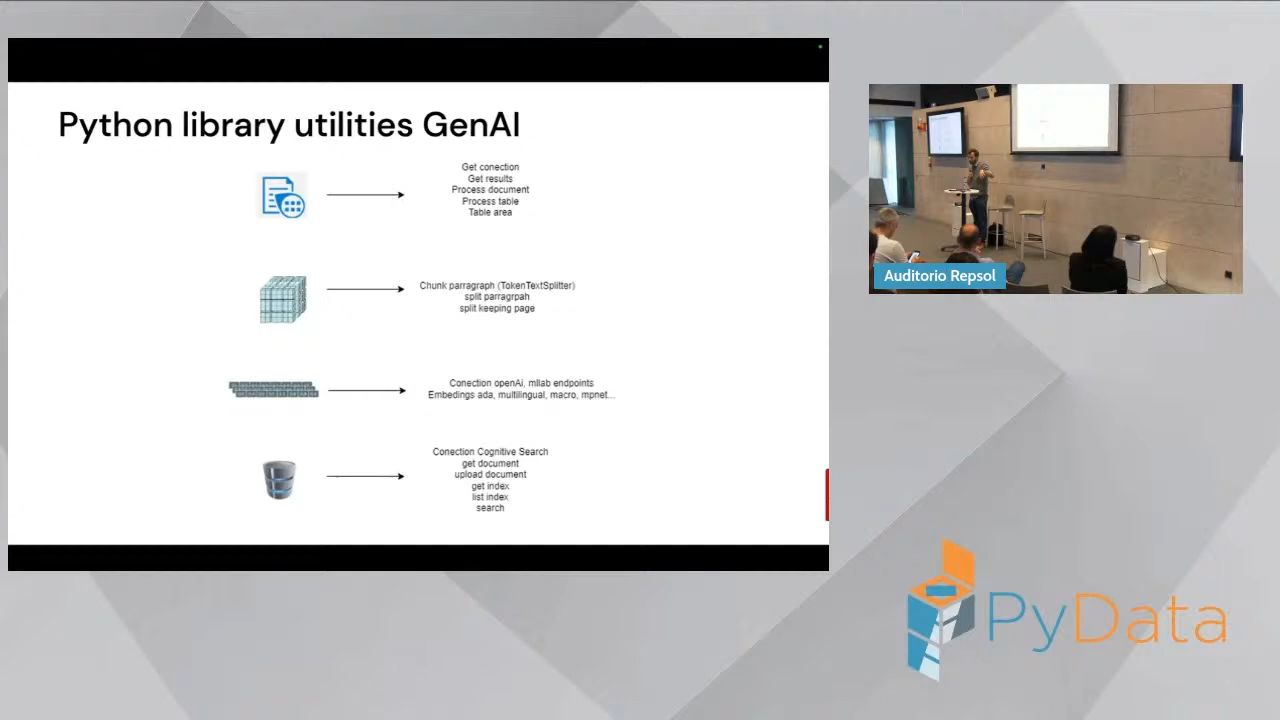 Python library utilities GenAI
Get conection
Get results
Process document
Process table
Table area
Chunk parragraph (TokenTextSplitter)
split parragrpah
split keeping page
Conection openAi, mllab endpoints
Embedings ada, multilingual, macro, mpnet...
Conection Cognitive Search
get document
upload document
get index
list index
search
Auditorio Repsol
PyData